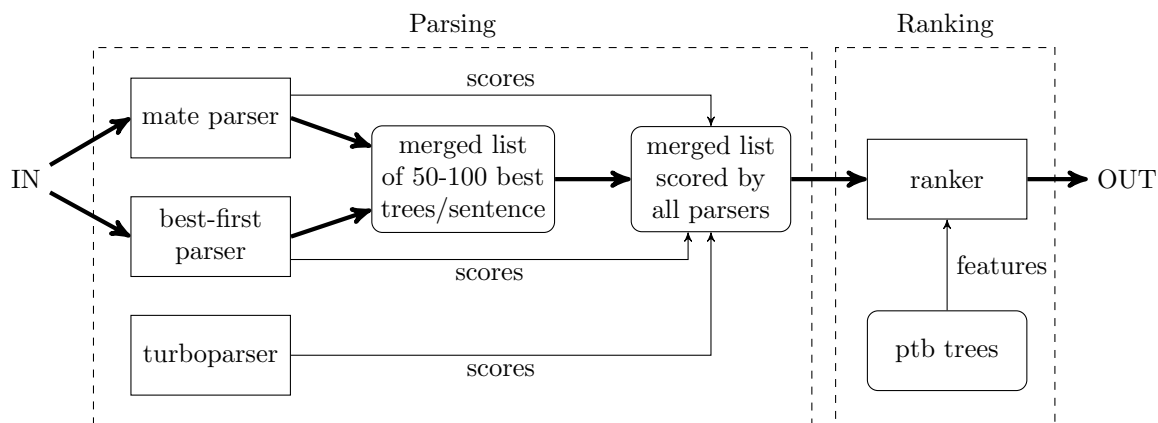 Parsing
Ranking
scores
mate parser
merged list
of 50-100 best
trees/sentence
merged list
scored by
all parsers
IN
ranker
OUT
best-first
parser
scores
features
turboparser
scores
ptb trees